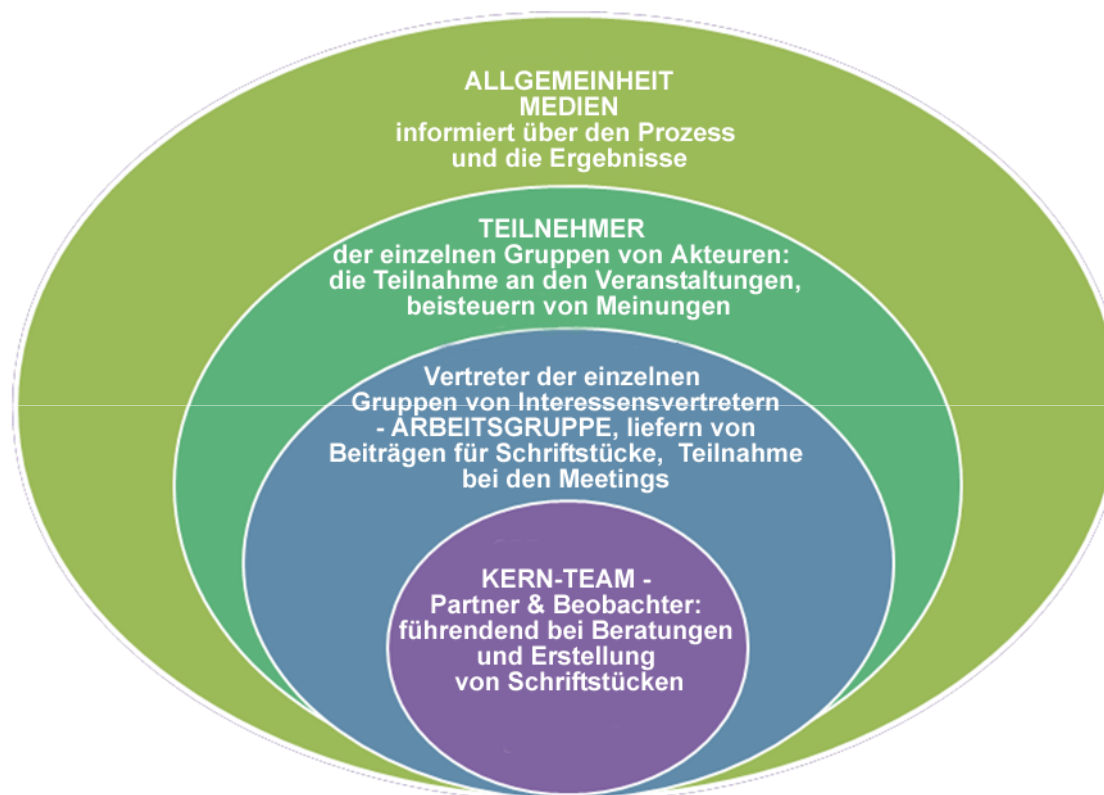 ALLGEMEINHEIT
MEDIEN
informiert über den Prozess
und die Ergebnisse
TEILNEHMER
der einzelnen Gruppen von Akteuren:
die Teilnahme an den Veranstaltungen,
beisteuern von Meinungen
Vertreter der einzelnen
Gruppen von Interessensvertretern
- ARBEITSGRUPPE, liefern von
Beiträgen für Schriftstücke, Teilnahme
bei den Meetings
KERN-TEAM -
Partner & Beobachter:
führendend bei Beratungen
und Erstellung
von Schriftstücken